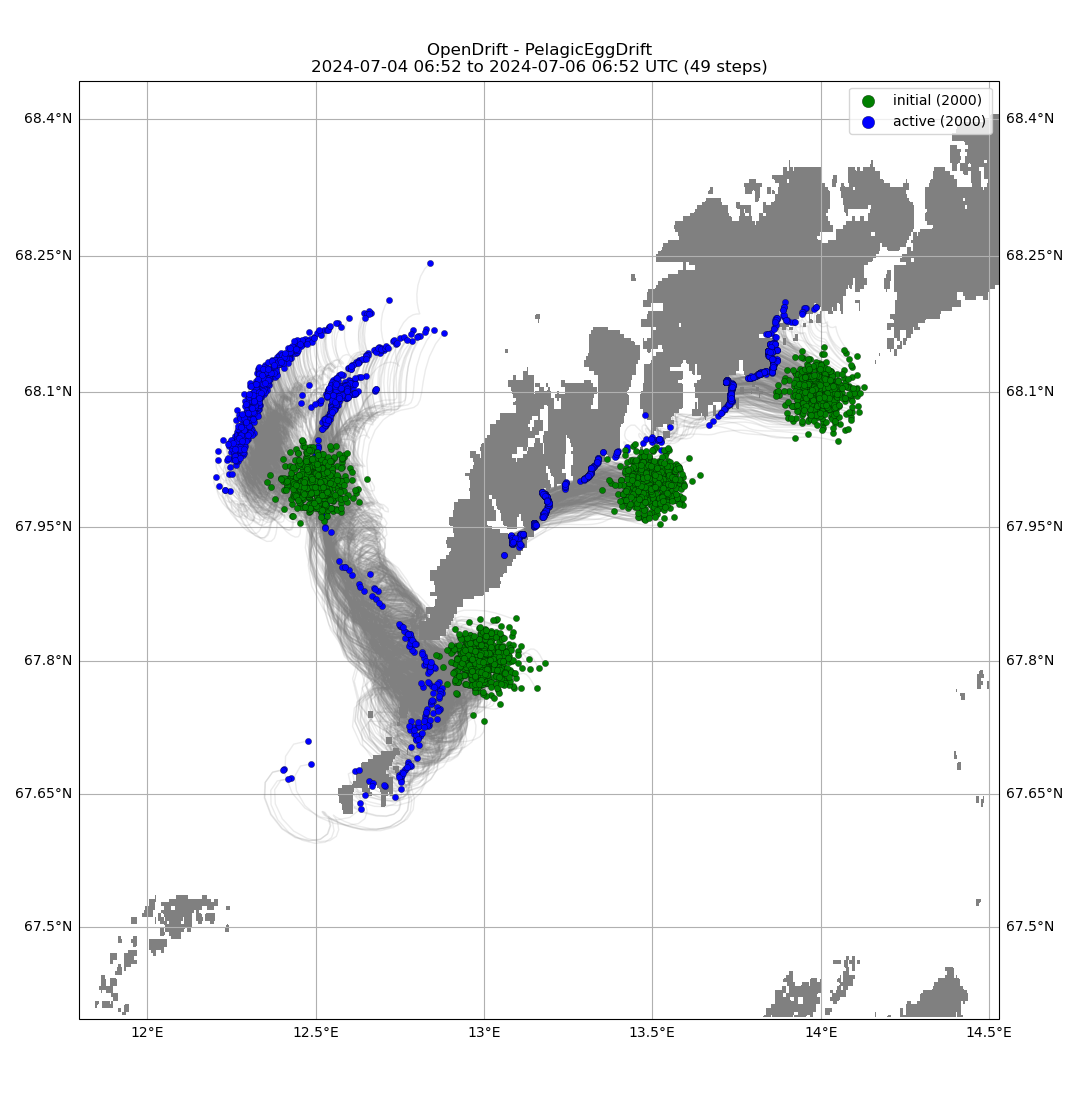 OpenDrift - PelagicEggDrift
2024-07-04 06:52 to 2024-07-06 06:52 UTC (49 steps)
initial (2000)
active (2000)
68.4°N 68.4°N
68.25°N 68.25°N
68.1°N 68.1°N
67.95°N 67.95°N
67.8°N 67.8°N
67.65°N 67.65°N
67.5°N 67.5°N
12°E 12.5°E 13°E 13.5°E 14°E 14.5°E